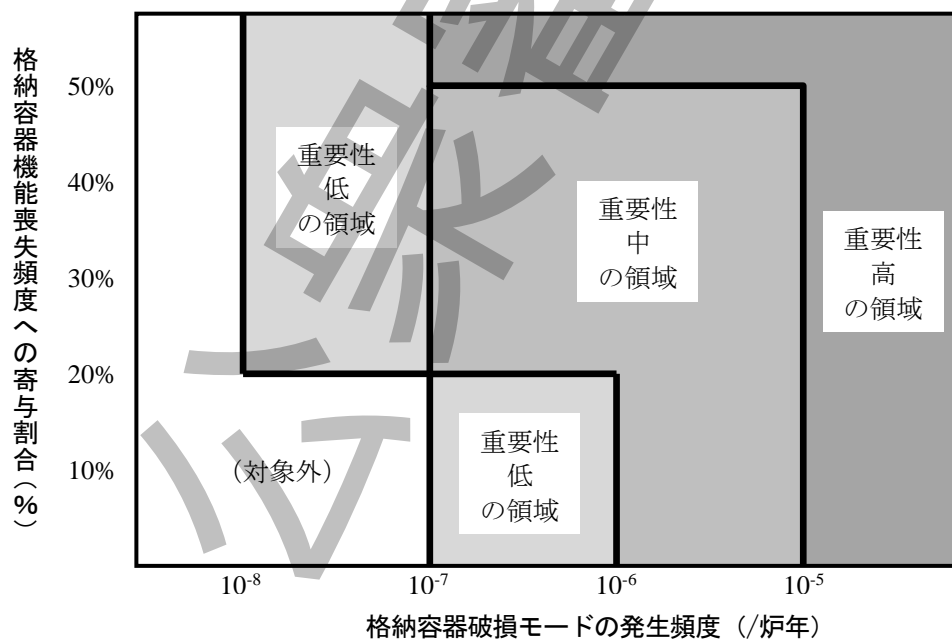 格納容器機能喪失頻度への寄与割合（%）
50%
40%
30%
20%
10%
重要性
低
の領域
重要性
中
の領域
重要性
高
の領域
（対象外）
重要性
低
の領域
10-8
10-7
10-6
10-5
格納容器破損モードの発生頻度（/炉年）